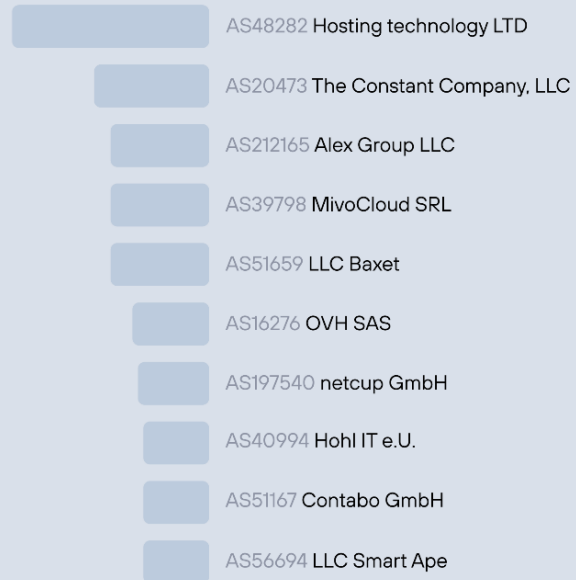 AS48282 Hosting technology LTD
AS20473 The Constant Company, LLC
AS212165 Alex Group LLC
AS39798 MivoCloud SRL
AS51659 LLC Baxet
AS16276 OVH SAS
AS197540 netcup GmbH
AS40994 Hohl IT e.U.
AS51167 Contabo GmbH
AS56694 LLC Smart Ape